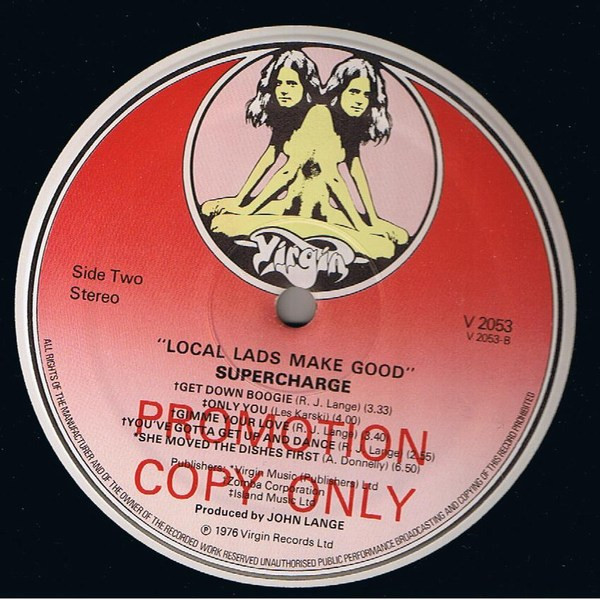 Virgin
Side Two
Stereo
V 2053
V 2053-B
"LOCAL LADS MAKE GOOD"
SUPERCHARGE
†GET DOWN BOOGIE (R. J. Lange) (3.33)
‡ONLY YOU (Les Karski) (4.00)
†GIMME YOUR LOVE (R. J. Lange) (3.40)
†YOU'VE GOTTA GET UP AND DANCE (R. J. Lange) (2.55)
*SHE MOVED THE DISHES FIRST (A. Donnelly) (6.50)
PROMOTION
COPY ONLY
Publishers: *Virgin Music (Publishers) Ltd
†Zomba Corporation
‡Island Music Ltd
Produced by JOHN LANGE
℗ 1976 Virgin Records Ltd
ALL RIGHTS OF THE MANUFACTURER AND OF THE OWNER OF THE RECORDED WORK RESERVED UNAUTHORISED PUBLIC PERFORMANCE BROADCASTING AND COPYING OF THIS RECORD PROHIBITED